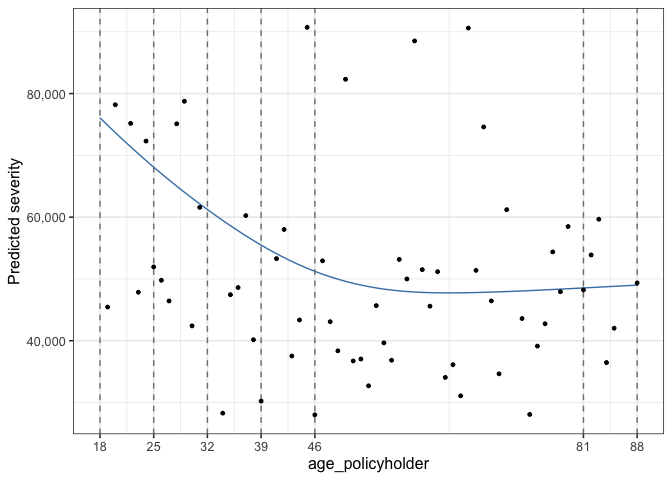 Predicted severity
80,000
60,000
40,000
18 25 32 39 46 81 88
age_policyholder